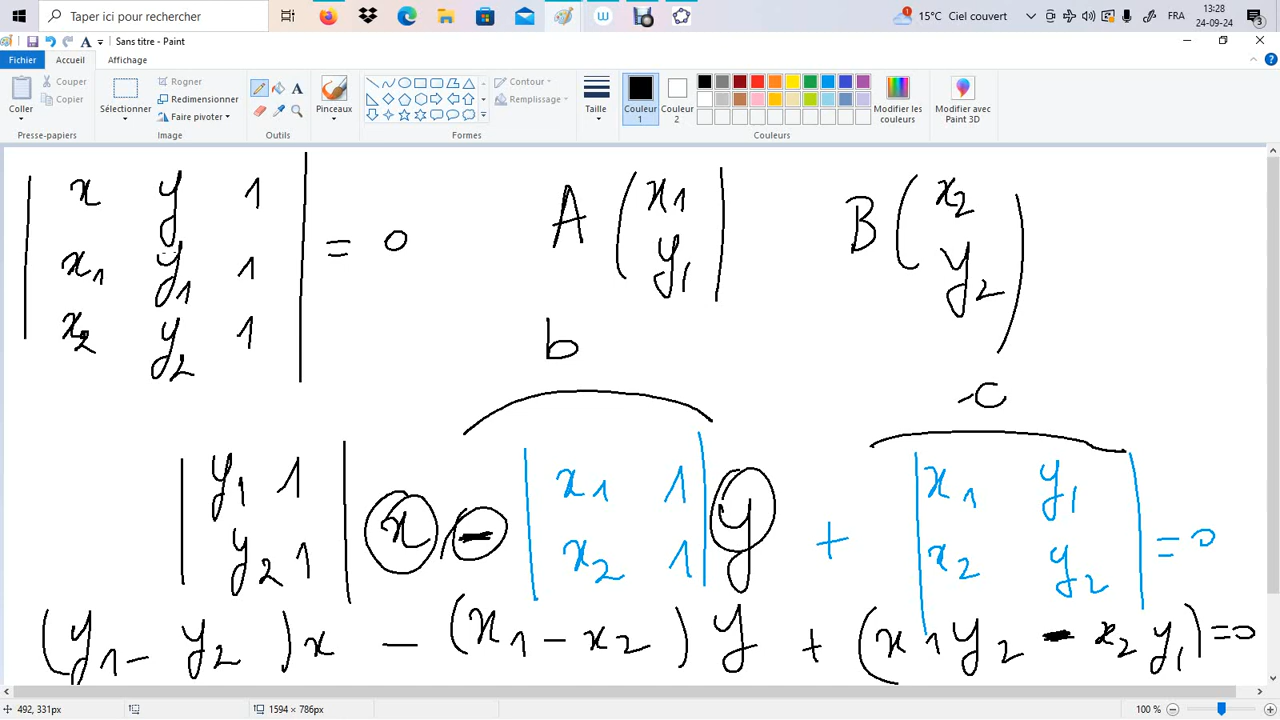 Tapez ici pour rechercher
15°C Ciel couvert
FRA
13:28
24-09-24
3
Sans titre - Paint
Fichier Accueil Affichage
Coller
Couper
Copier
Presse-papiers
Sélectionner
Rogner
Redimensionner
Faire pivoter
Image
A
Outils
Pinceaux
Contour
Remplissage
Formes
Taille
Couleur 1
Couleur 2
Modifier les couleurs
Couleurs
Modifier avec Paint 3D
| x y 1 |
| x1 y1 1 | = 0
| x2 y2 1 |
A ( x1 |
y1
B ( x2 )
y2
b
-c
| y1 1 | x - | x1 1 | y + | x1 y1 | = 0
| y2 1 | | x2 1 | | x2 y2 |
(y1 - y2)x - (x1 - x2)y + (x1y2 - x2y1) = 0
492, 331px
1594 × 786px
100 %